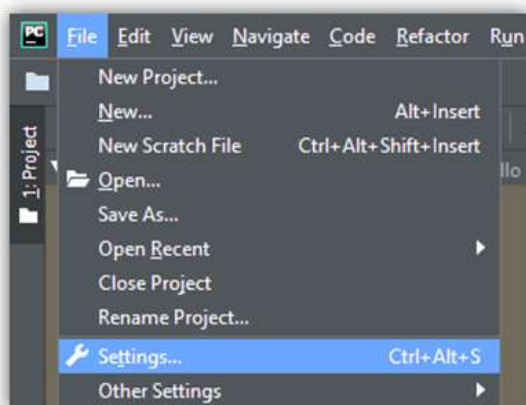 PC File Edit View Navigate Code Refactor Run
New Project...
New... Alt+Insert
New Scratch File Ctrl+Alt+Shift+Insert
1: Project
llo
Open...
Save As...
Open Recent
Close Project
Rename Project...
Settings... Ctrl+Alt+S
Other Settings